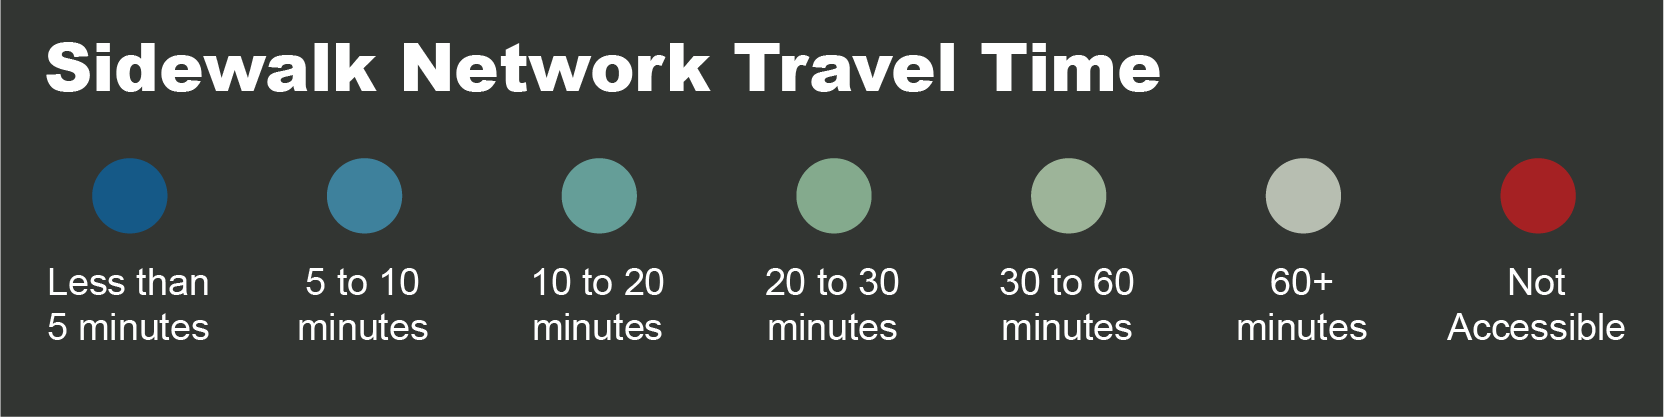 Sidewalk Network Travel Time
Less than
5 minutes
5 to 10
minutes
10 to 20
minutes
20 to 30
minutes
30 to 60
minutes
60+
minutes
Not
Accessible